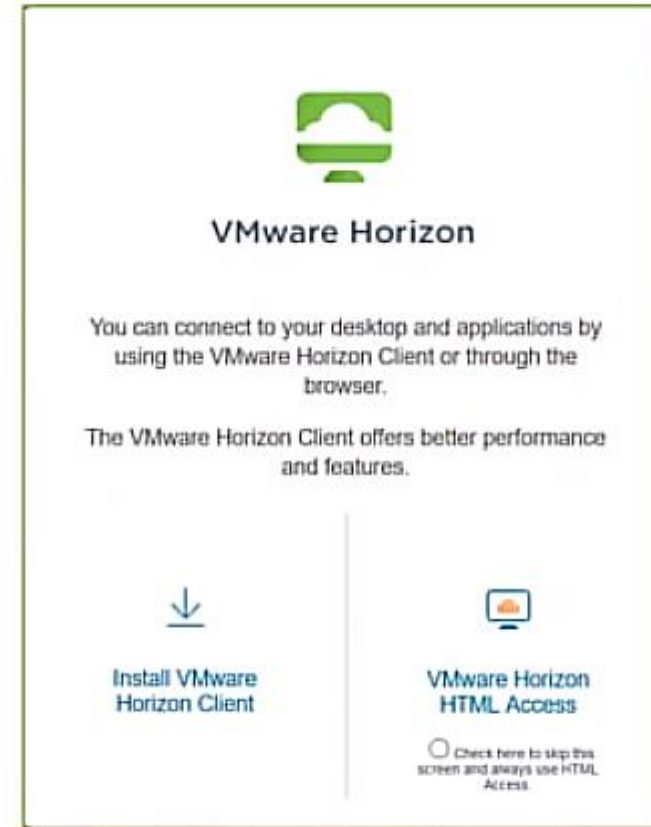 VMware Horizon
You can connect to your desktop and applications by
using the VMware Horizon Client or through the
browser.
The VMware Horizon Client offers better performance
and features.
Install VMware
Horizon Client
VMware Horizon
HTML Access
Check here to skip this
screen and always use HTML
Access.